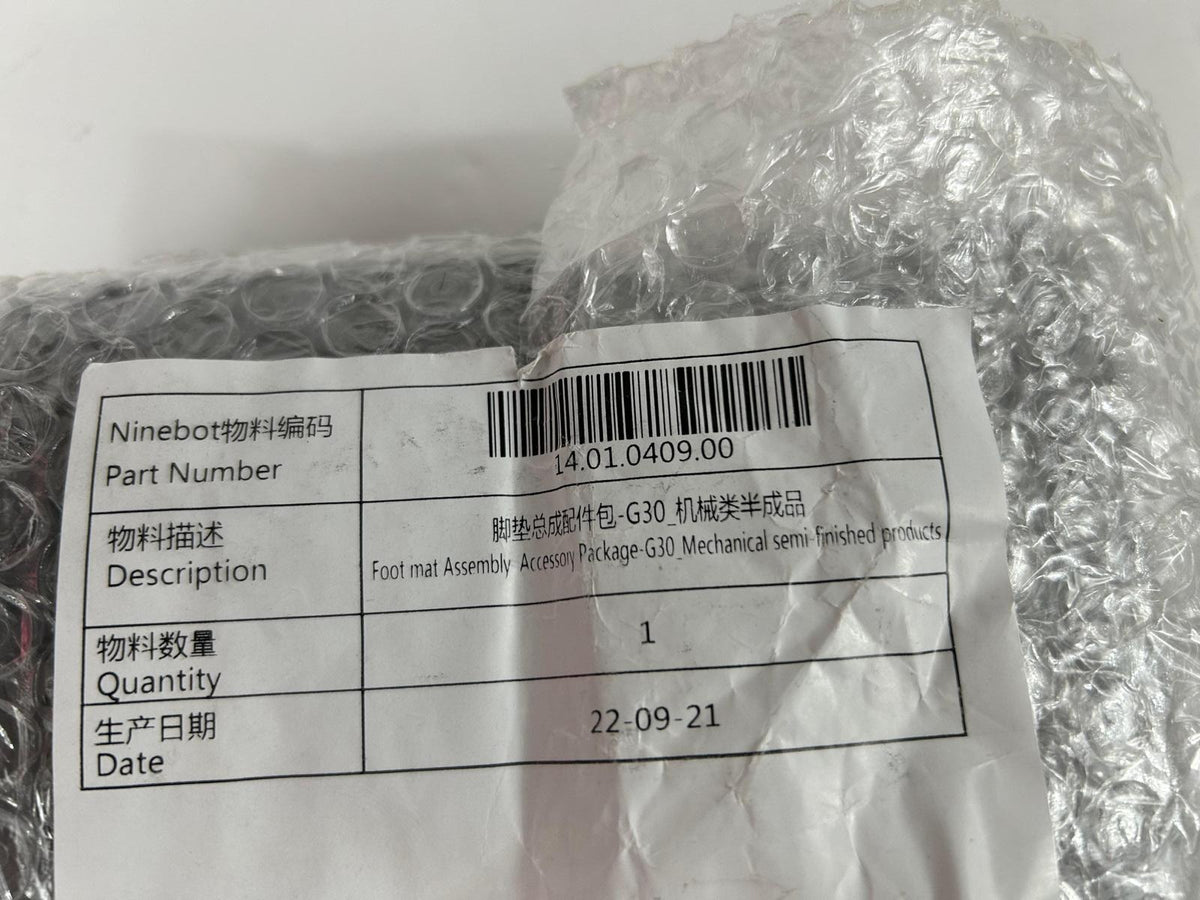 Ninebot物料编码
Part Number
14.01.0409.00
物料描述
Description
脚垫总成配件包-G30_机械类半成品
Foot mat Assembly Accessory Package-G30_Mechanical semi-finished products
物料数量
Quantity
1
生产日期
Date
22-09-21